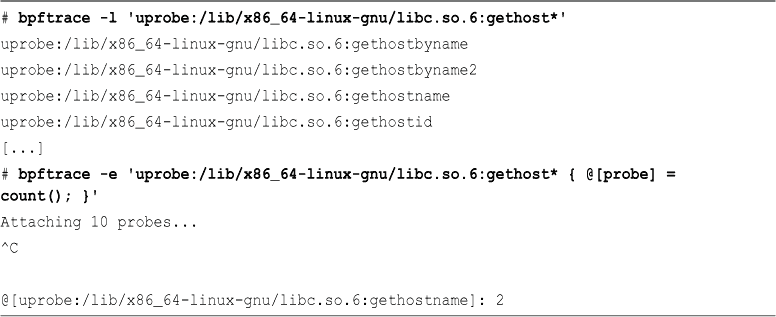 # bpftrace -l 'uprobe:/lib/x86_64-linux-gnu/libc.so.6:gethost*'
uprobe:/lib/x86_64-linux-gnu/libc.so.6:gethostbyname
uprobe:/lib/x86_64-linux-gnu/libc.so.6:gethostbyname2
uprobe:/lib/x86_64-linux-gnu/libc.so.6:gethostname
uprobe:/lib/x86_64-linux-gnu/libc.so.6:gethostid
[...]
# bpftrace -e 'uprobe:/lib/x86_64-linux-gnu/libc.so.6:gethost* { @[probe] =
count(); }'
Attaching 10 probes...
^C
@[uprobe:/lib/x86_64-linux-gnu/libc.so.6:gethostname]: 2